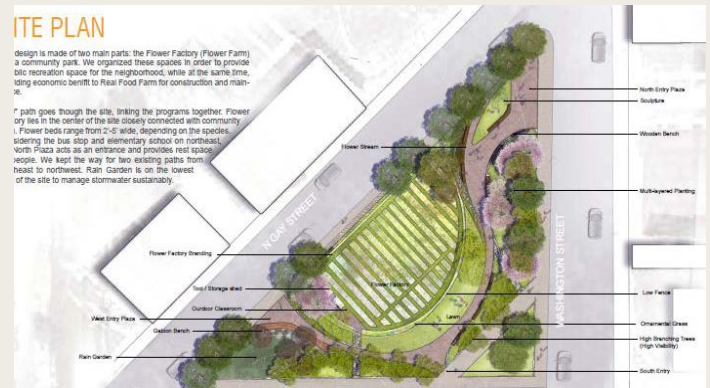 ITE PLAN
design is made of two main parts: the Flower Factory (Flower Farm)
a community park. We organized these spaces in order to provide
blic recreation space for the neighborhood, while at the same time,
iding economic benifit to Real Food Farm for construction and main-
ce.
path goes though the site, linking the programs together. Flower
ory lies in the center of the site closely connected with community
. Flower beds range from 2'-5' wide, depending on the species.
sidering the bus stop and elementary school on northeast,
North Plaza acts as an entrance and provides rest space
people. We kept the way for two existing paths from
heast to northwest. Rain Garden is on the lowest
of the site to manage stormwater sustainably.
North Entry Plaza
Sculpture
Wooden Bench
Flower Stream
Multi-layered Planting
N GAY STREET
WASHINGTON STREET
Flower Factory Branding
Flower Factory
Tool / Storage shed
Low Fence
Outdoor Classroom
West Entry Plaza
Lawn
Ornamental Grass
Gabion Bench
High Branching Trees
(High Visibility)
Rain Garden
South Entry